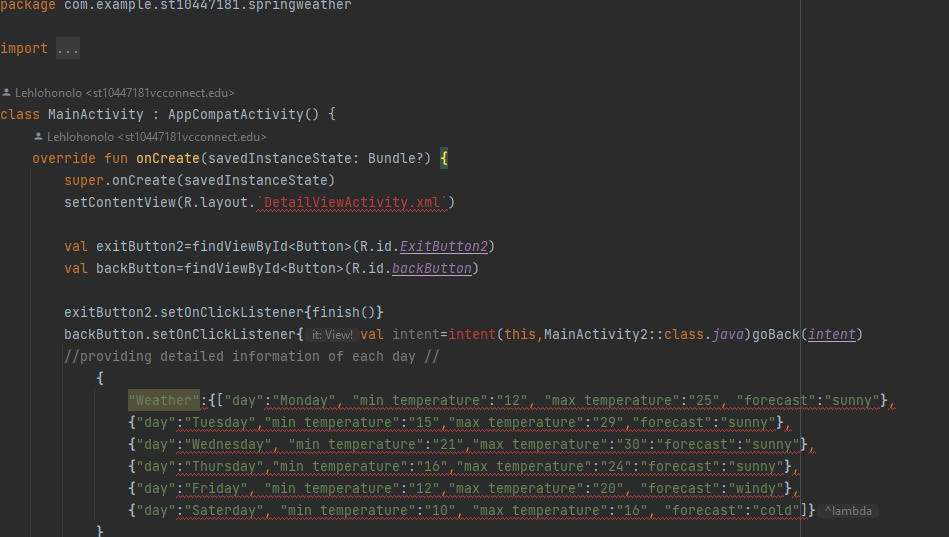 package com.example.st10447181.springweather
import ...
Lehlohonolo <st10447181vcconnect.edu>
class MainActivity : AppCompatActivity() {
Lehlohonolo <st10447181vcconnect.edu>
override fun onCreate(savedInstanceState: Bundle?) {
super.onCreate(savedInstanceState)
setContentView(R.layout.`DetailViewActivity.xml`)
val exitButton2=findViewById<Button>(R.id.ExitButton2)
val backButton=findViewById<Button>(R.id.backButton)
exitButton2.setOnClickListener{finish()}
backButton.setOnClickListener{ it: View! val intent=intent(this,MainActivity2::class.java)goBack(intent)
//providing detailed information of each day //
{
"Weather":{["day":"Monday", "min temperature":"12", "max temperature":"25", "forecast":"sunny"},
{"day":"Tuesday","min temperature":"15","max temperature":"29","forecast":"sunny"},
{"day":"Wednesday", "min temperature":"21","max temperature":"30":"forecast":"sunny"},
{"day":"Thursday","min temperature":"16","max temperature":"24":"forecast":"sunny"},
{"day":"Friday", "min temperature":"12","max temperature":"20", "forecast":"windy"},
{"day":"Saterday", "min temperature":"10", "max temperature":"16", "forecast":"cold"]} ^lambda
}